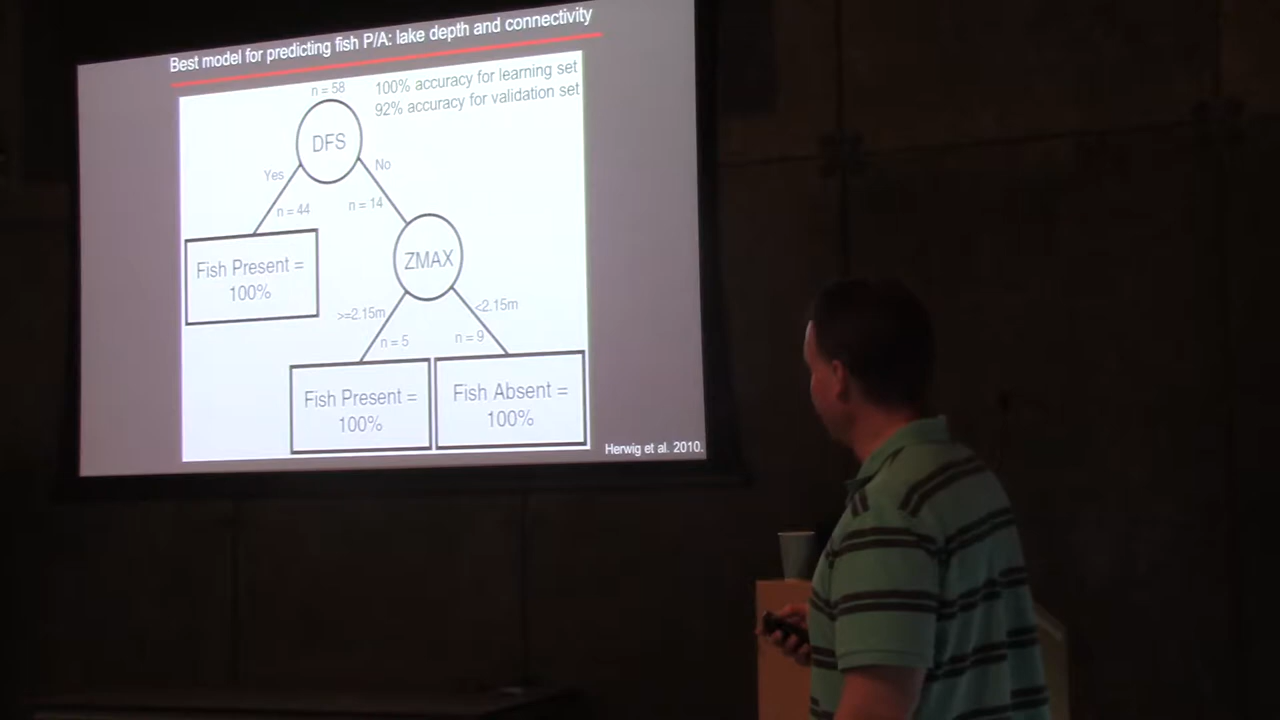 Best model for predicting fish P/A: lake depth and connectivity
n = 58
100% accuracy for learning set
92% accuracy for validation set
DFS
Yes
No
n = 44
n = 14
Fish Present =
100%
ZMAX
>=2.15m
<2.15m
n = 5
n = 9
Fish Present =
100%
Fish Absent =
100%
Herwig et al. 2010.